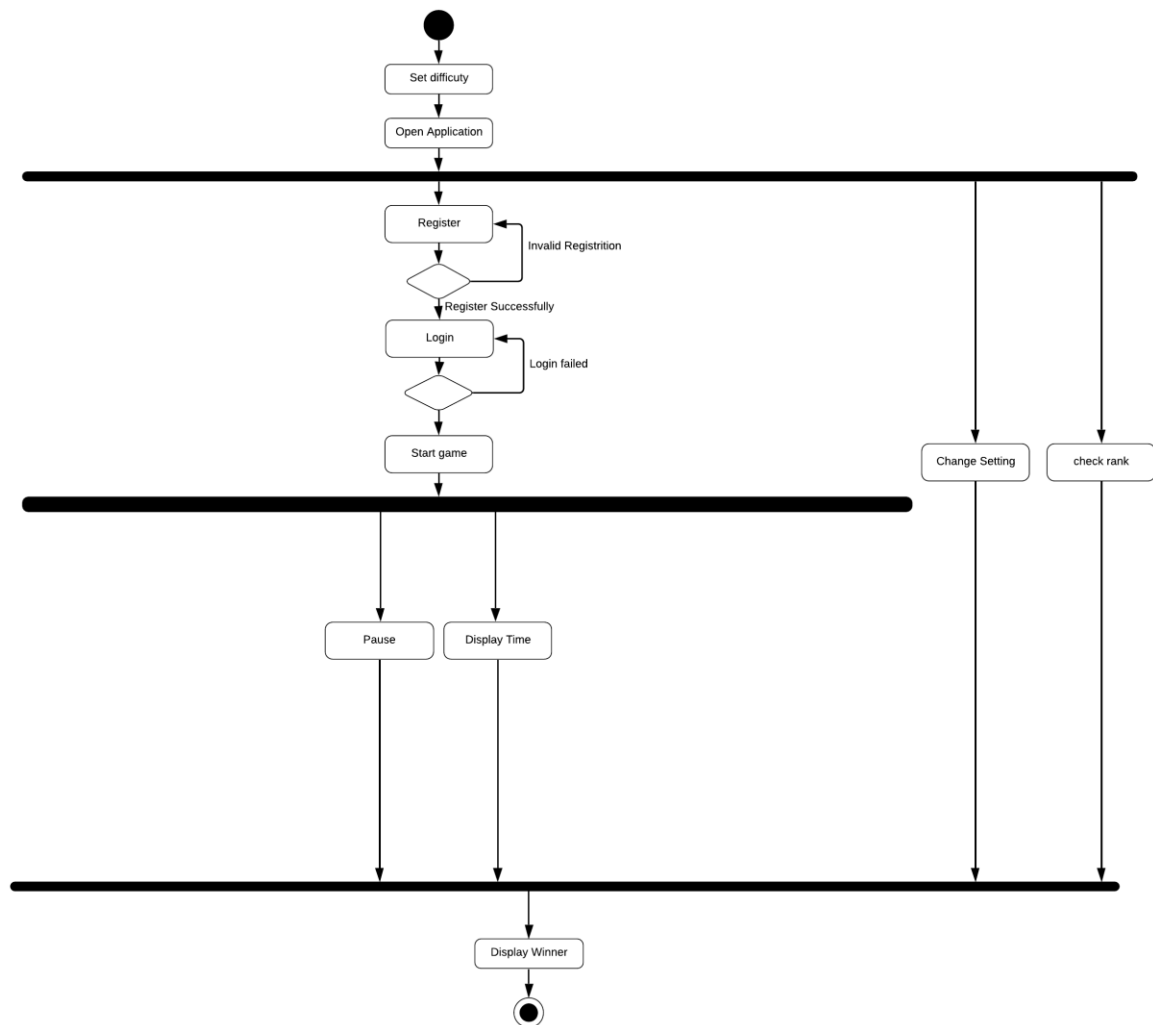 Set difficuty
Open Application
Register
Invalid Registrition
Register Successfully
Login
Login failed
Start game
Change Setting
check rank
Pause
Display Time
Display Winner